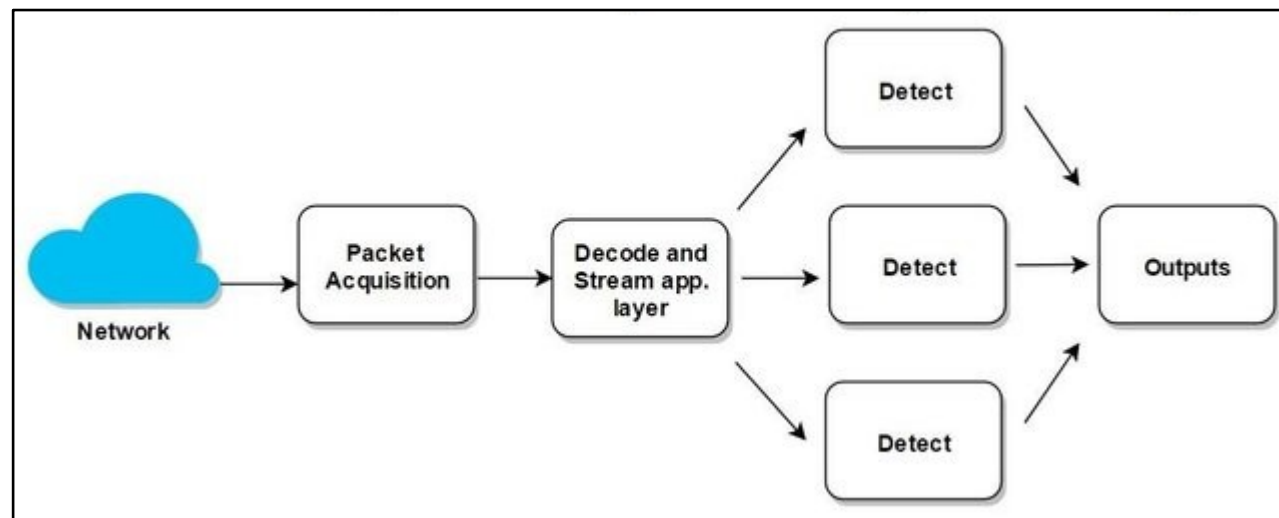 Network
Packet
Acquisition
Decode and
Stream app.
layer
Detect
Detect
Detect
Outputs